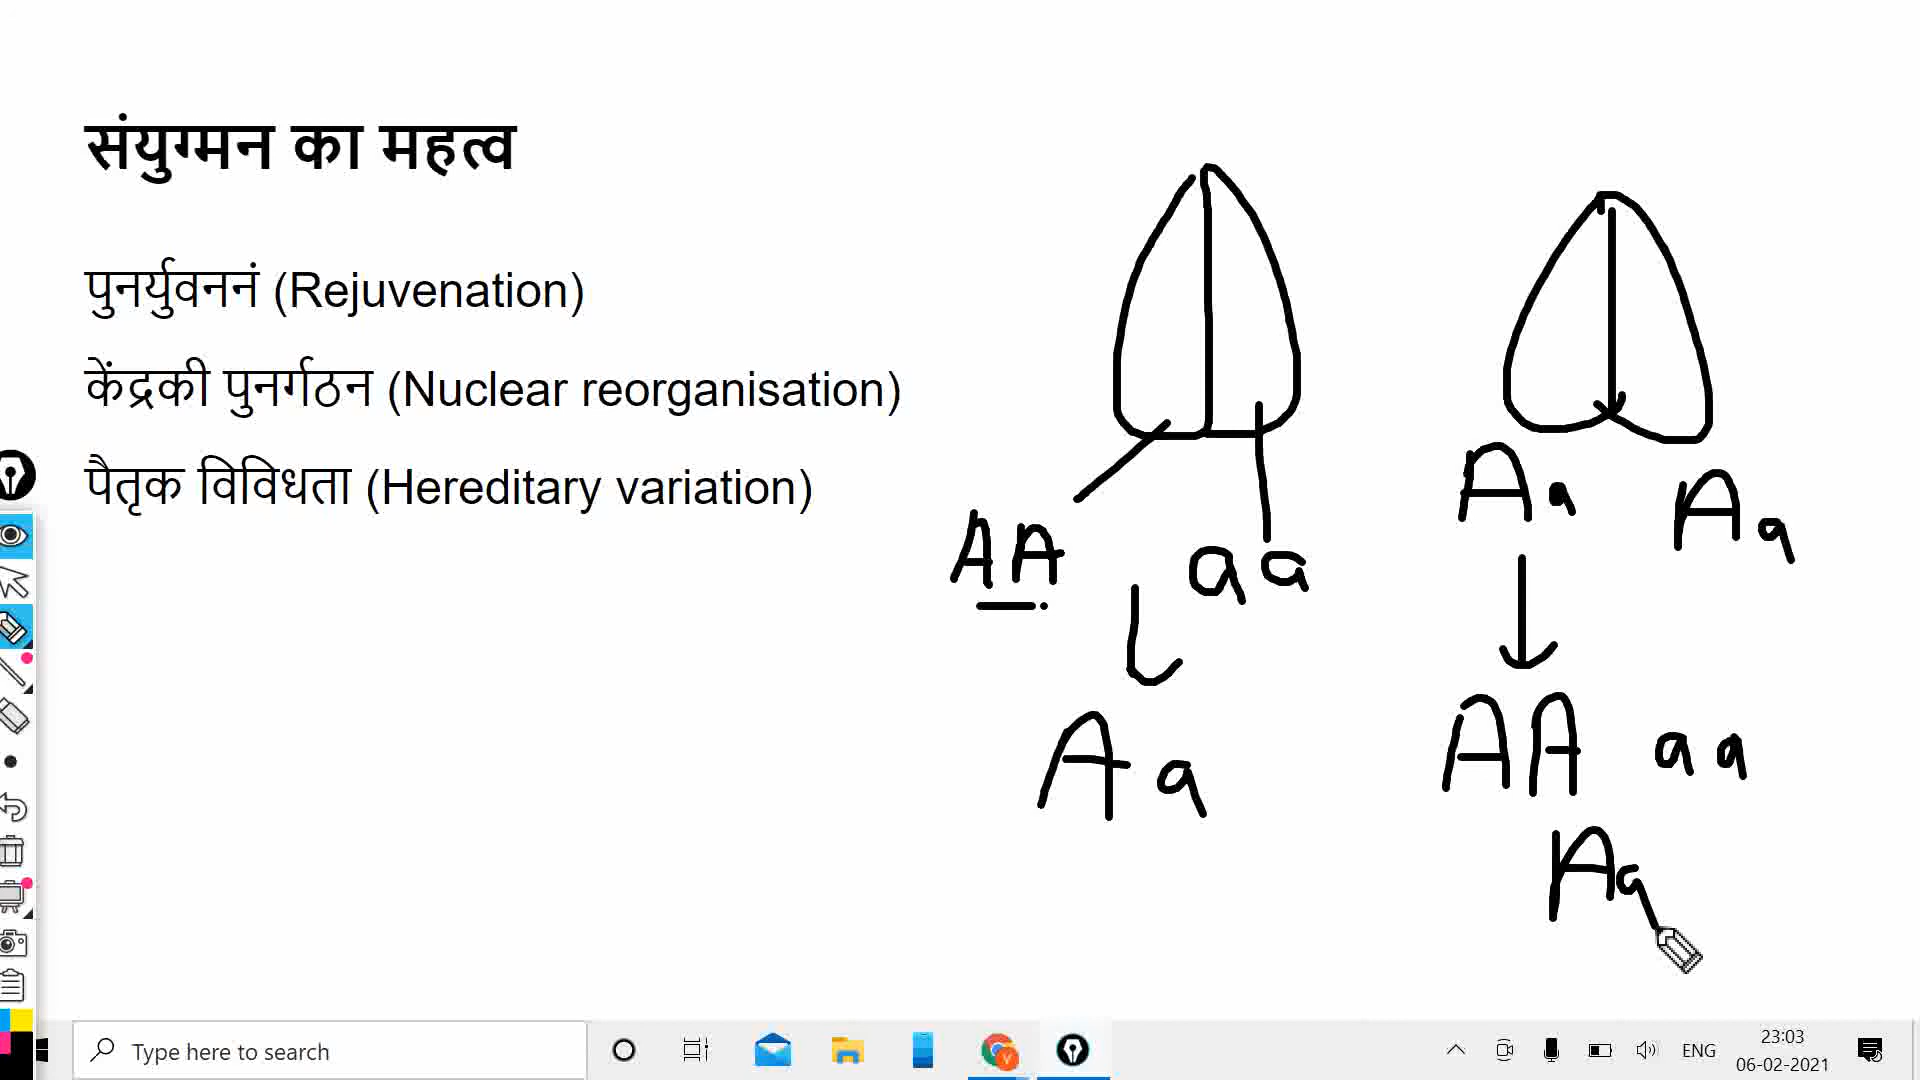 संयुग्मन का महत्व
पुनर्युवननं (Rejuvenation)
केंद्रकी पुनर्गठन (Nuclear reorganisation)
पैतृक विविधता (Hereditary variation)
AA aa
Aa
Aa Aa
AA aa
Aa
Type here to search
ENG
23:03
06-02-2021